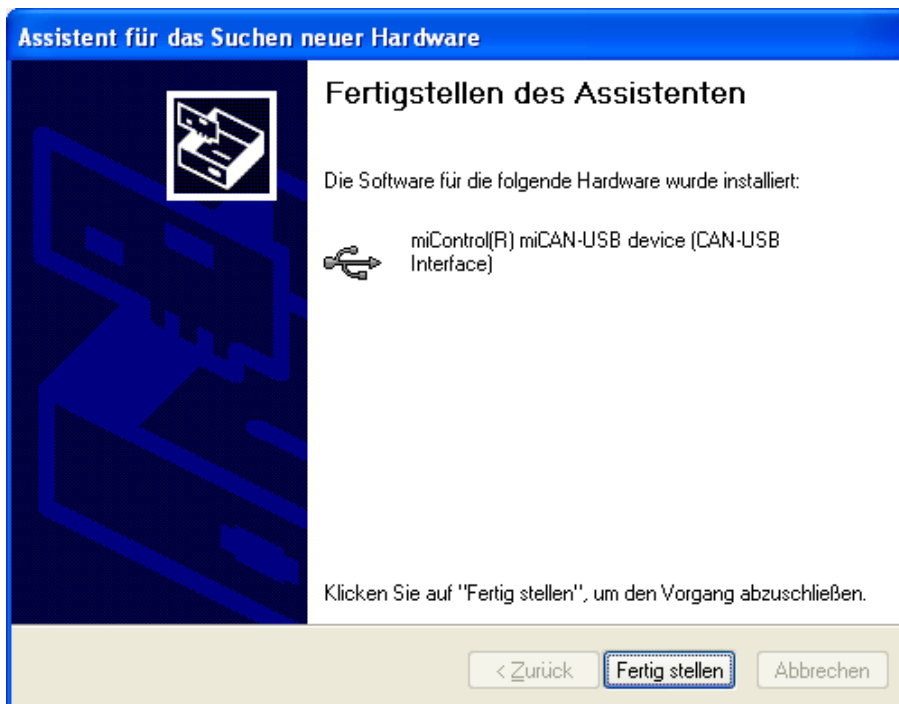 Assistent für das Suchen neuer Hardware
Fertigstellen des Assistenten
Die Software für die folgende Hardware wurde installiert:
miControl(R) miCAN-USB device (CAN-USB
Interface)
Klicken Sie auf "Fertig stellen", um den Vorgang abzuschließen.
< Zurück Fertig stellen Abbrechen